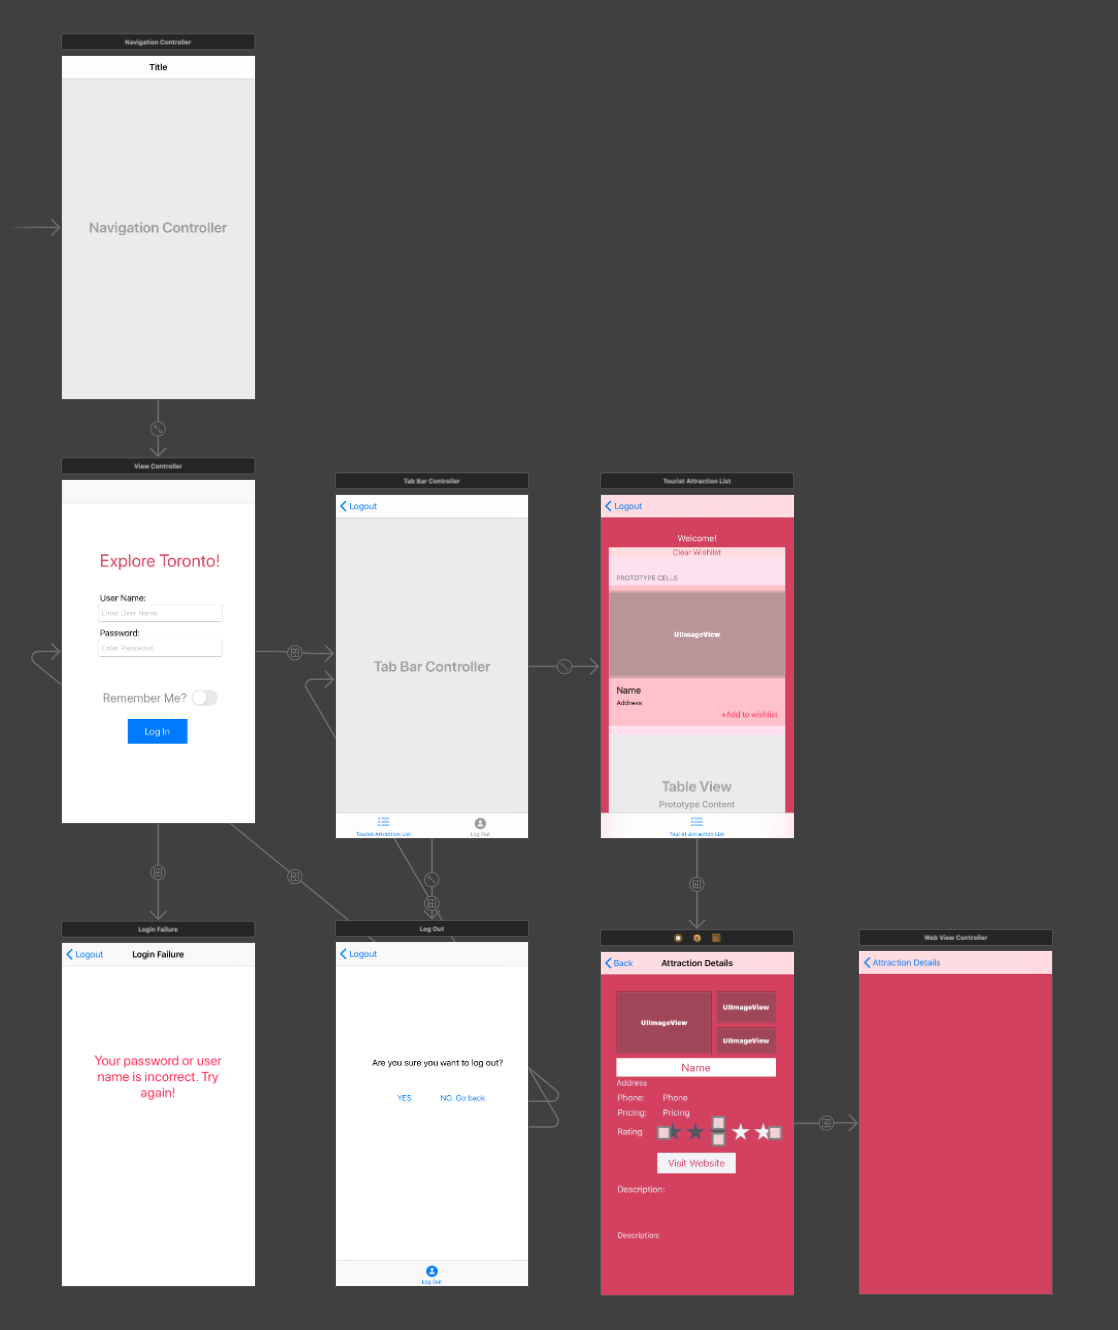 Navigation Controller
Title
Navigation Controller
View Controller
Explore Toronto!
User Name:
Enter User Name
Password:
Enter Password
Remember Me?
Log In
Tab Bar Controller
Logout
Tab Bar Controller
Tourist Attraction List
Log Out
Tourist Attraction List
Logout
Welcome!
Clear Wishlist
PROTOTYPE CELLS
UIImageView
Name
Address
+Add to wishlist
Table View
Prototype Content
Tourist Attraction List
Login Failure
Logout
Login Failure
Your password or user
name is incorrect. Try
again!
Log Out
Logout
Are you sure you want to log out?
YES
NO. Go back.
Log Out
Back
Attraction Details
UIImageView
UIImageView
UIImageView
Name
Address
Phone:
Phone
Pricing:
Pricing
Rating
Visit Website
Description:
Description:
Web View Controller
Attraction Details